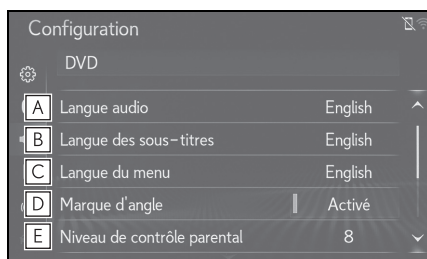 Configuration
DVD
A Langue audio English
B Langue des sous-titres English
C Langue du menu English
D Marque d'angle Activé
E Niveau de contrôle parental 8